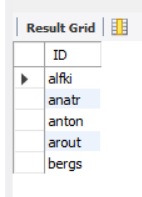 Result Grid
ID
alfki
anatr
anton
arout
bergs